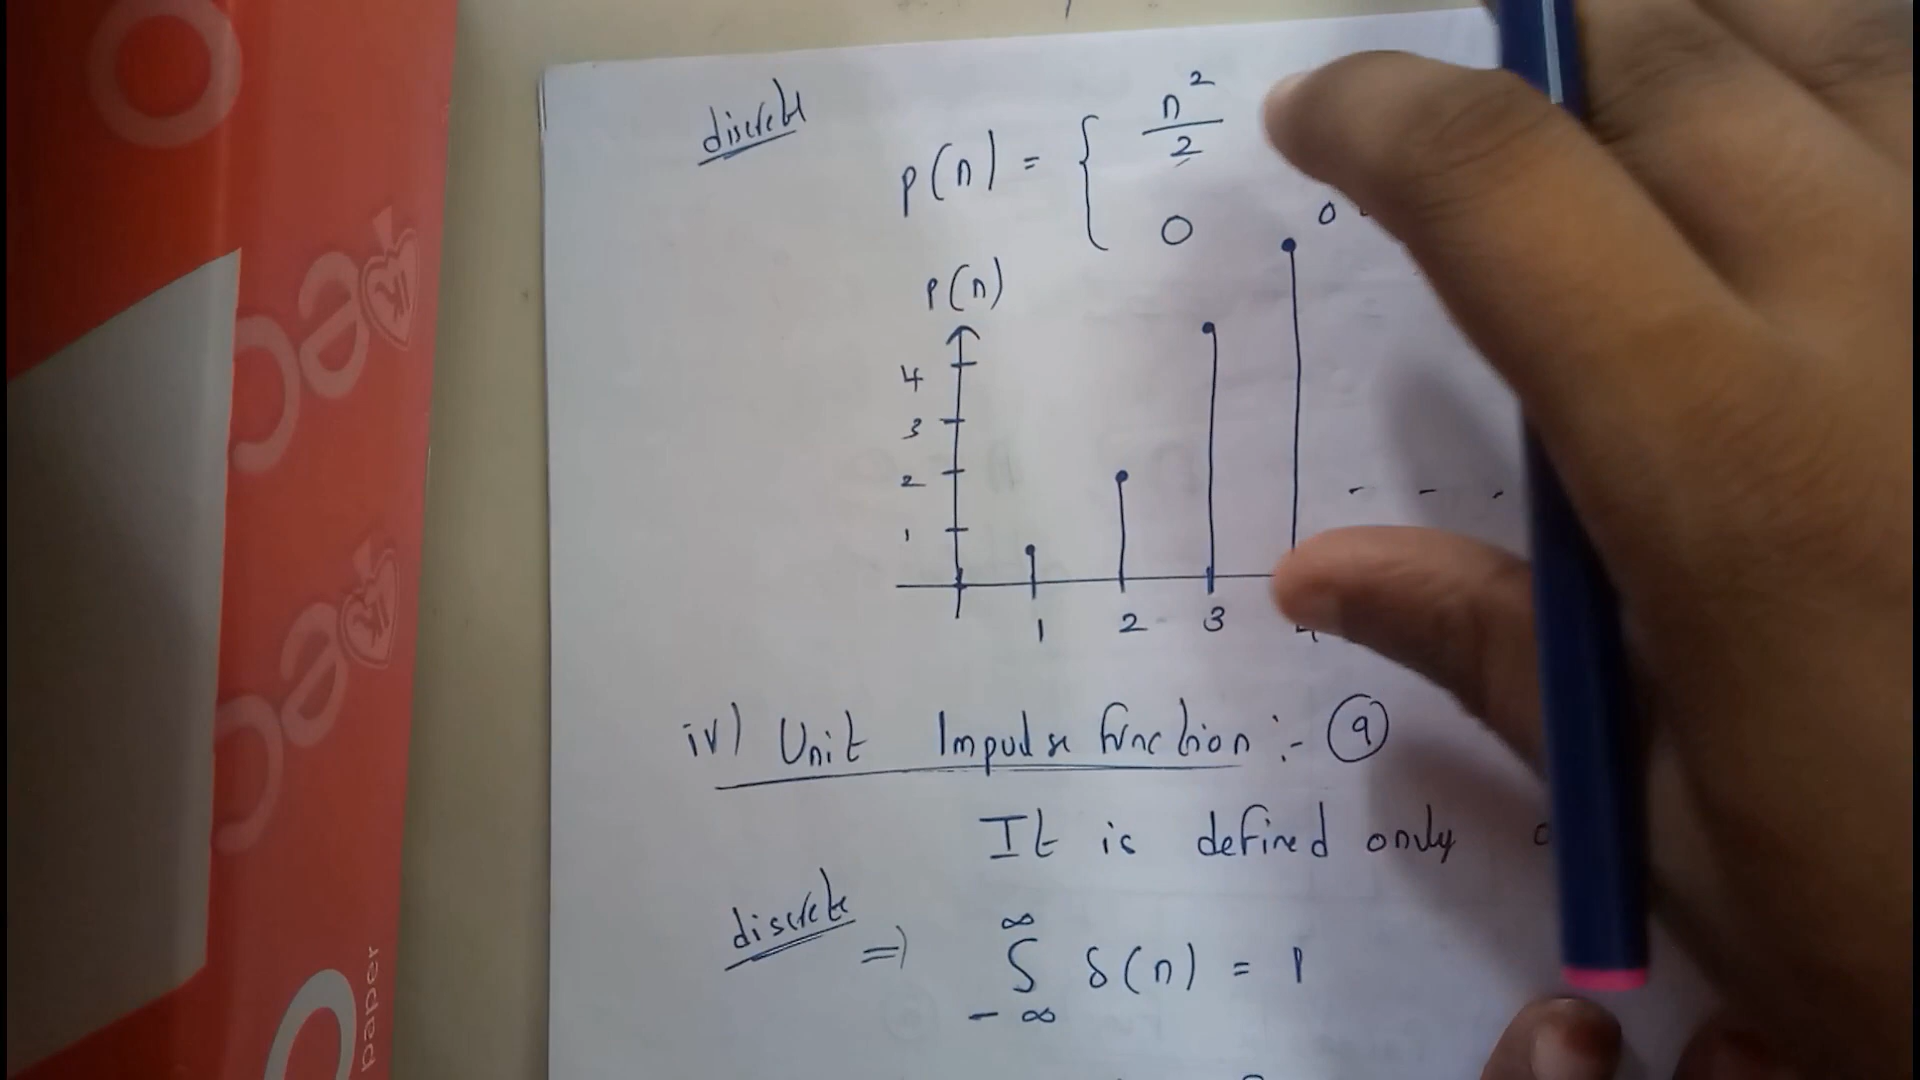 discrete
p(n) = { n²/2
0
p(n)
4
3
2
1
1 2 3
iv) Unit Impulse function :- (9)
It is defined only
discrete
=> ∞ S -∞ δ(n) = 1
paper